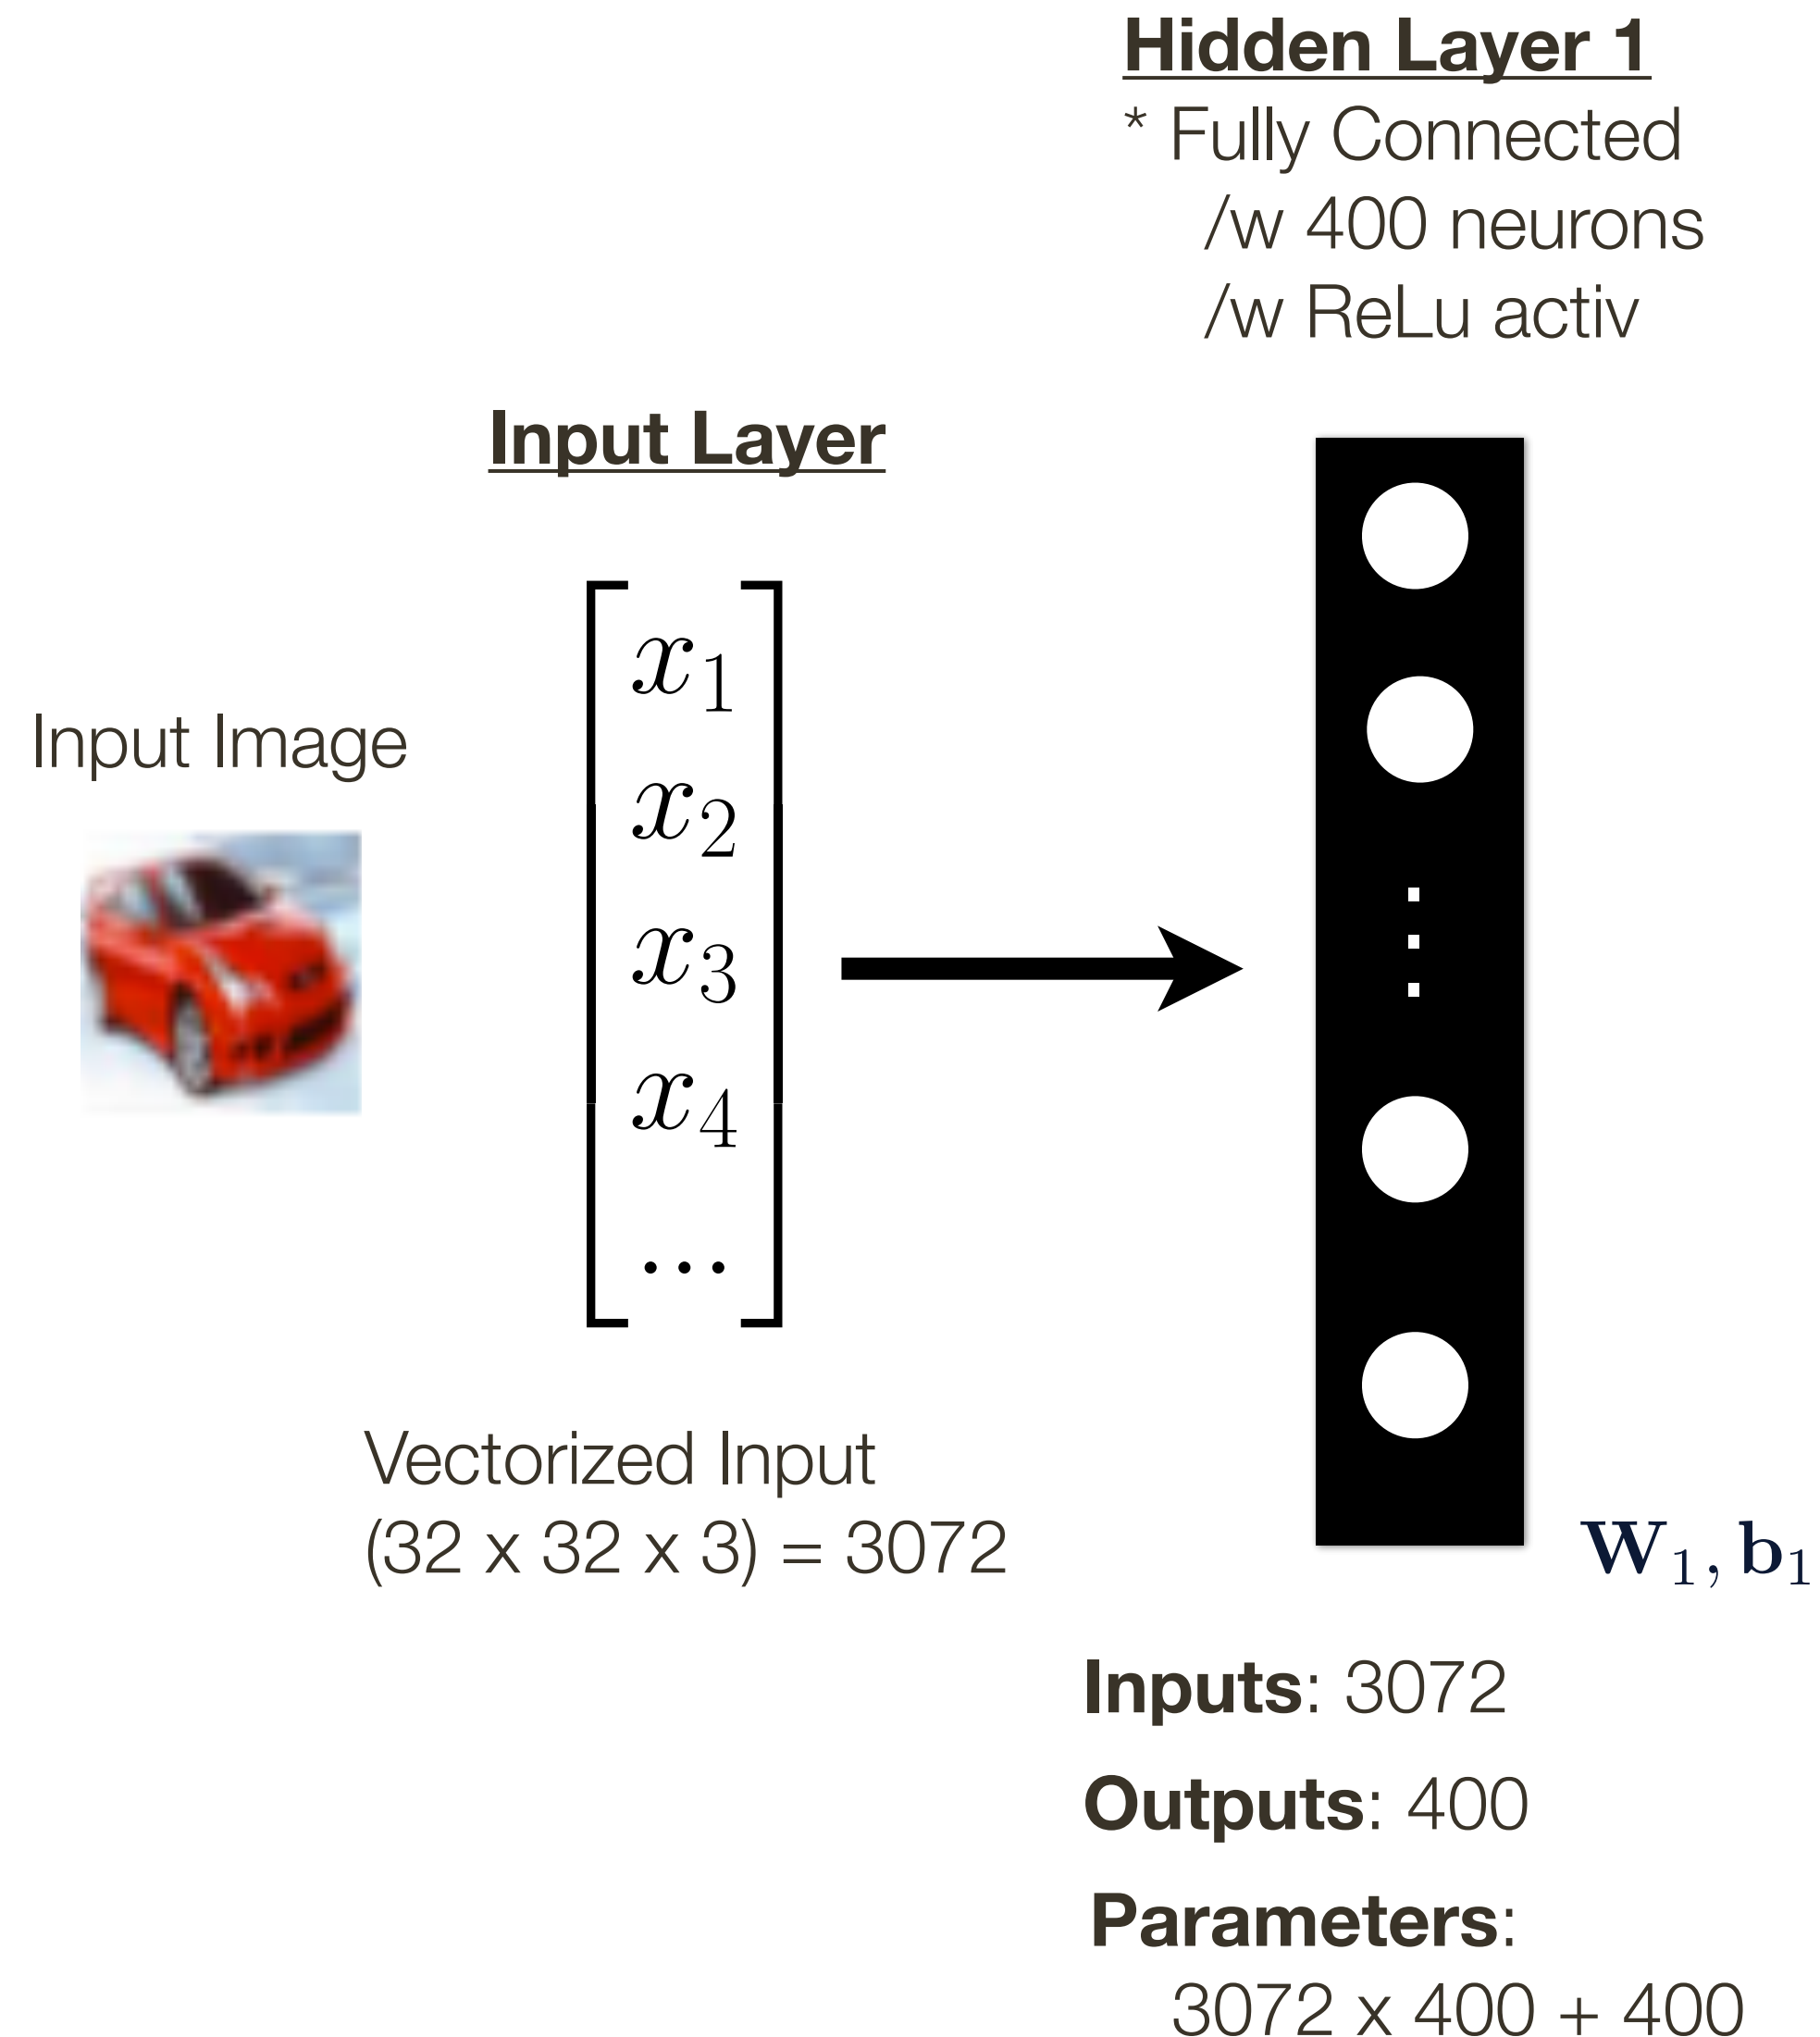 Hidden Layer 1
* Fully Connected
/w 400 neurons
/w ReLu activ
Input Layer
Input Image
x₁
x₂
x₃
x₄
...
Vectorized Input
(32 x 32 x 3) = 3072
W₁, b₁
Inputs: 3072
Outputs: 400
Parameters:
3072 x 400 + 400